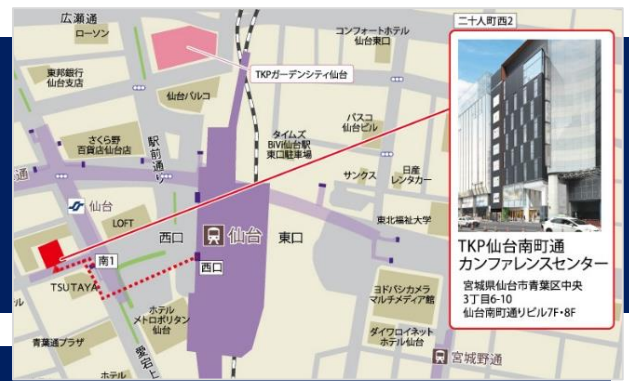 広瀬通
ローソン
コンフォートホテル
仙台東口
二十人町西2
東邦銀行
仙台支店
TKPガーデンシティ仙台
仙台パルコ
さくら野
百貨店仙台店
駅前通り
タイムズ
BiVi仙台駅
東口駐車場
パスコ
仙台ビル
サンクス
日産
レンタカー
通
仙台
LOFT
西口
仙台
東口
東北福祉大学
南1
西口
TSUTAYA
ホテル
メトロポリタン
仙台
ヨドバシカメラ
マルチメディア館
ダイワロイネット
ホテル仙台
青葉通プラザ
愛宕上
ホテル
宮城野通
TKP仙台南町通
カンファレンスセンター
宮城県仙台市青葉区中央
3丁目6-10
仙台南町通りビル7F・8F